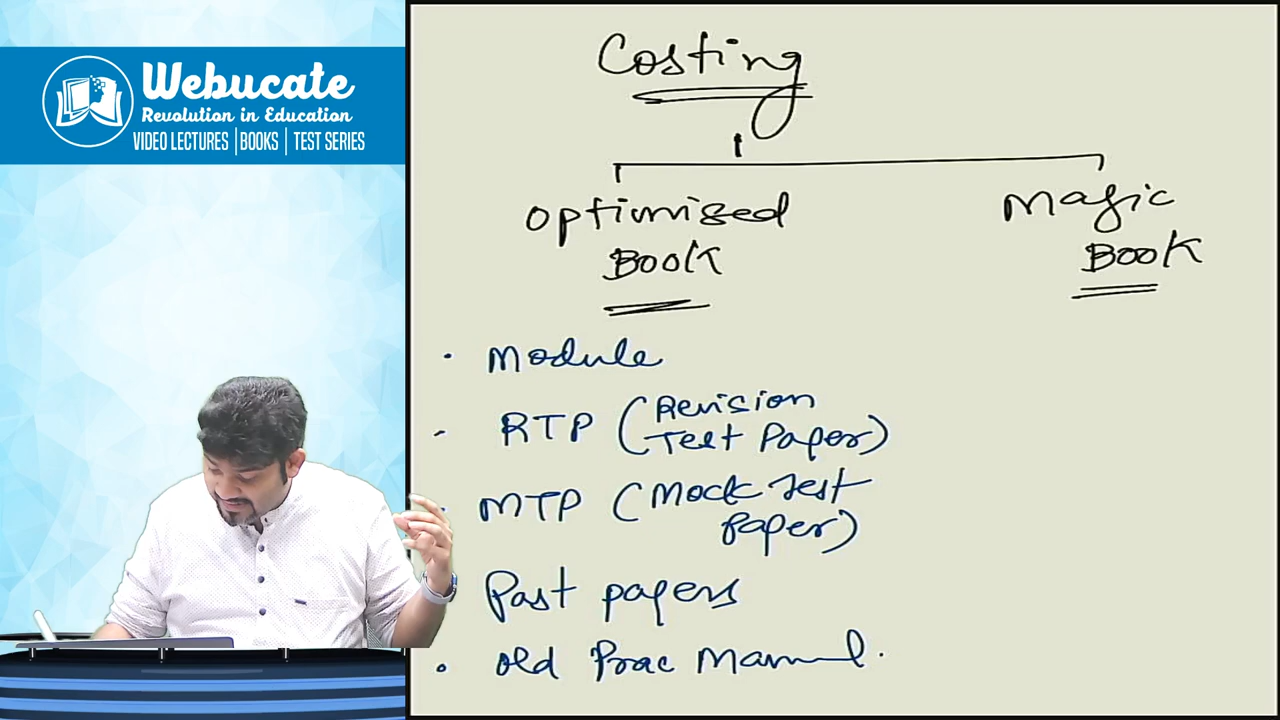 Webucate
Revolution in Education
VIDEO LECTURES | BOOKS | TEST SERIES
Costing
Optimised
BOOK
Magic
BOOK
• Module
• RTP (Revision
Test Paper)
• MTP (Mock Test
Paper)
Past papers
• Old Prac Manual.